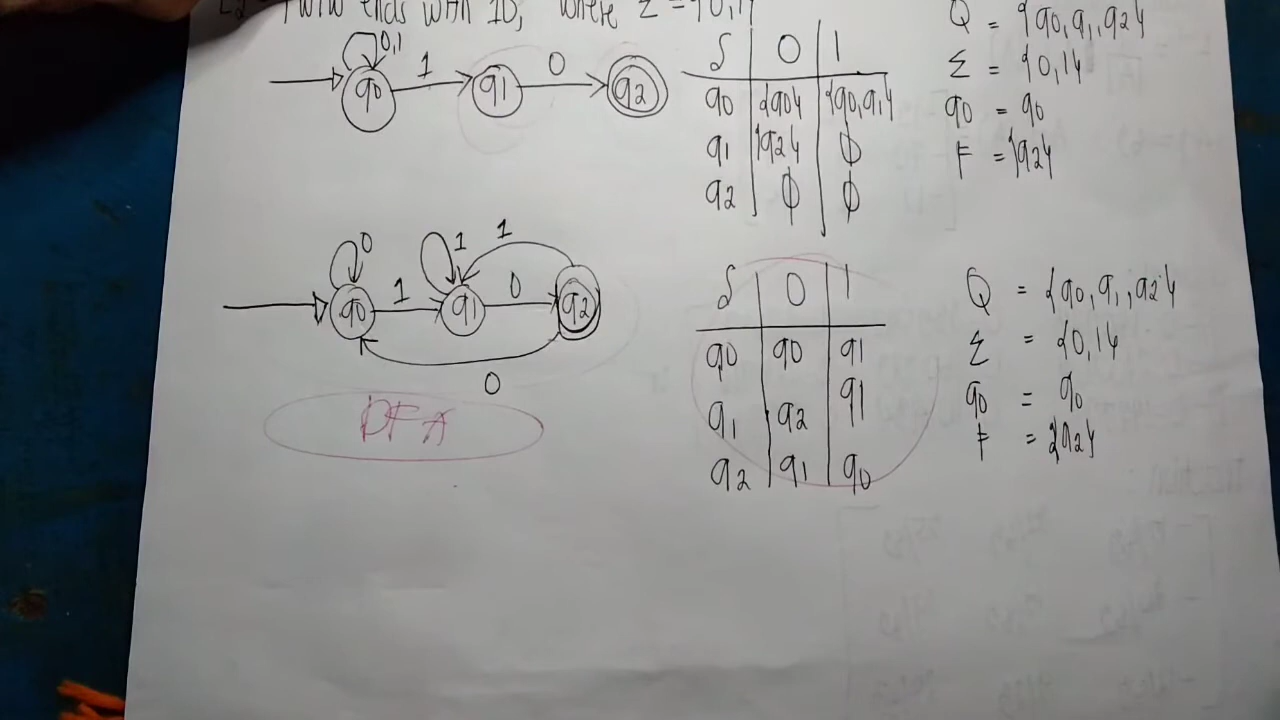 L2 = {w/w ends with 10, where Σ = {0,1}
0,1
q0 1 q1 0 q2
δ 0 1
q0 {q0} {q0,q1}
q1 {q2} ϕ
q2 ϕ ϕ
Q = {q0,q1,q2}
Σ = {0,1}
q0 = q0
F = {q2}
0 1 1
q0 1 q1 0 q2
0
DFA
δ 0 1
q0 q0 q1
q1 q2 q1
q2 q1 q0
Q = {q0,q1,q2}
Σ = {0,1}
q0 = q0
F = {q2}